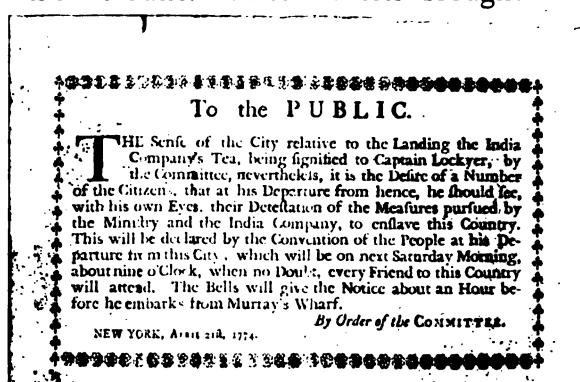 To the PUBLIC.
THE Senſe of the City relative to the Landing the India
Company's Tea, being ſignified to Captain Lockyer, by
the Committee, nevertheleſs, it is the Deſire of a Number
of the Citizens, that at his Deperture from hence, he ſhould ſee,
with his own Eyes, their Deteſtation of the Meaſures purſued by
the Miniſtry and the India Company, to enſlave this Country.
This will be declared by the Convention of the People at his De-
parture from this City, which will be on next Saturday Morning,
about nine o'Clock, when no Doubt, every Friend to this Country
will attend. The Bells will give the Notice about an Hour be-
fore he embarks from Murray's Wharf.
By Order of the COMMITTEE.
NEW YORK, April 21ſt, 1774.